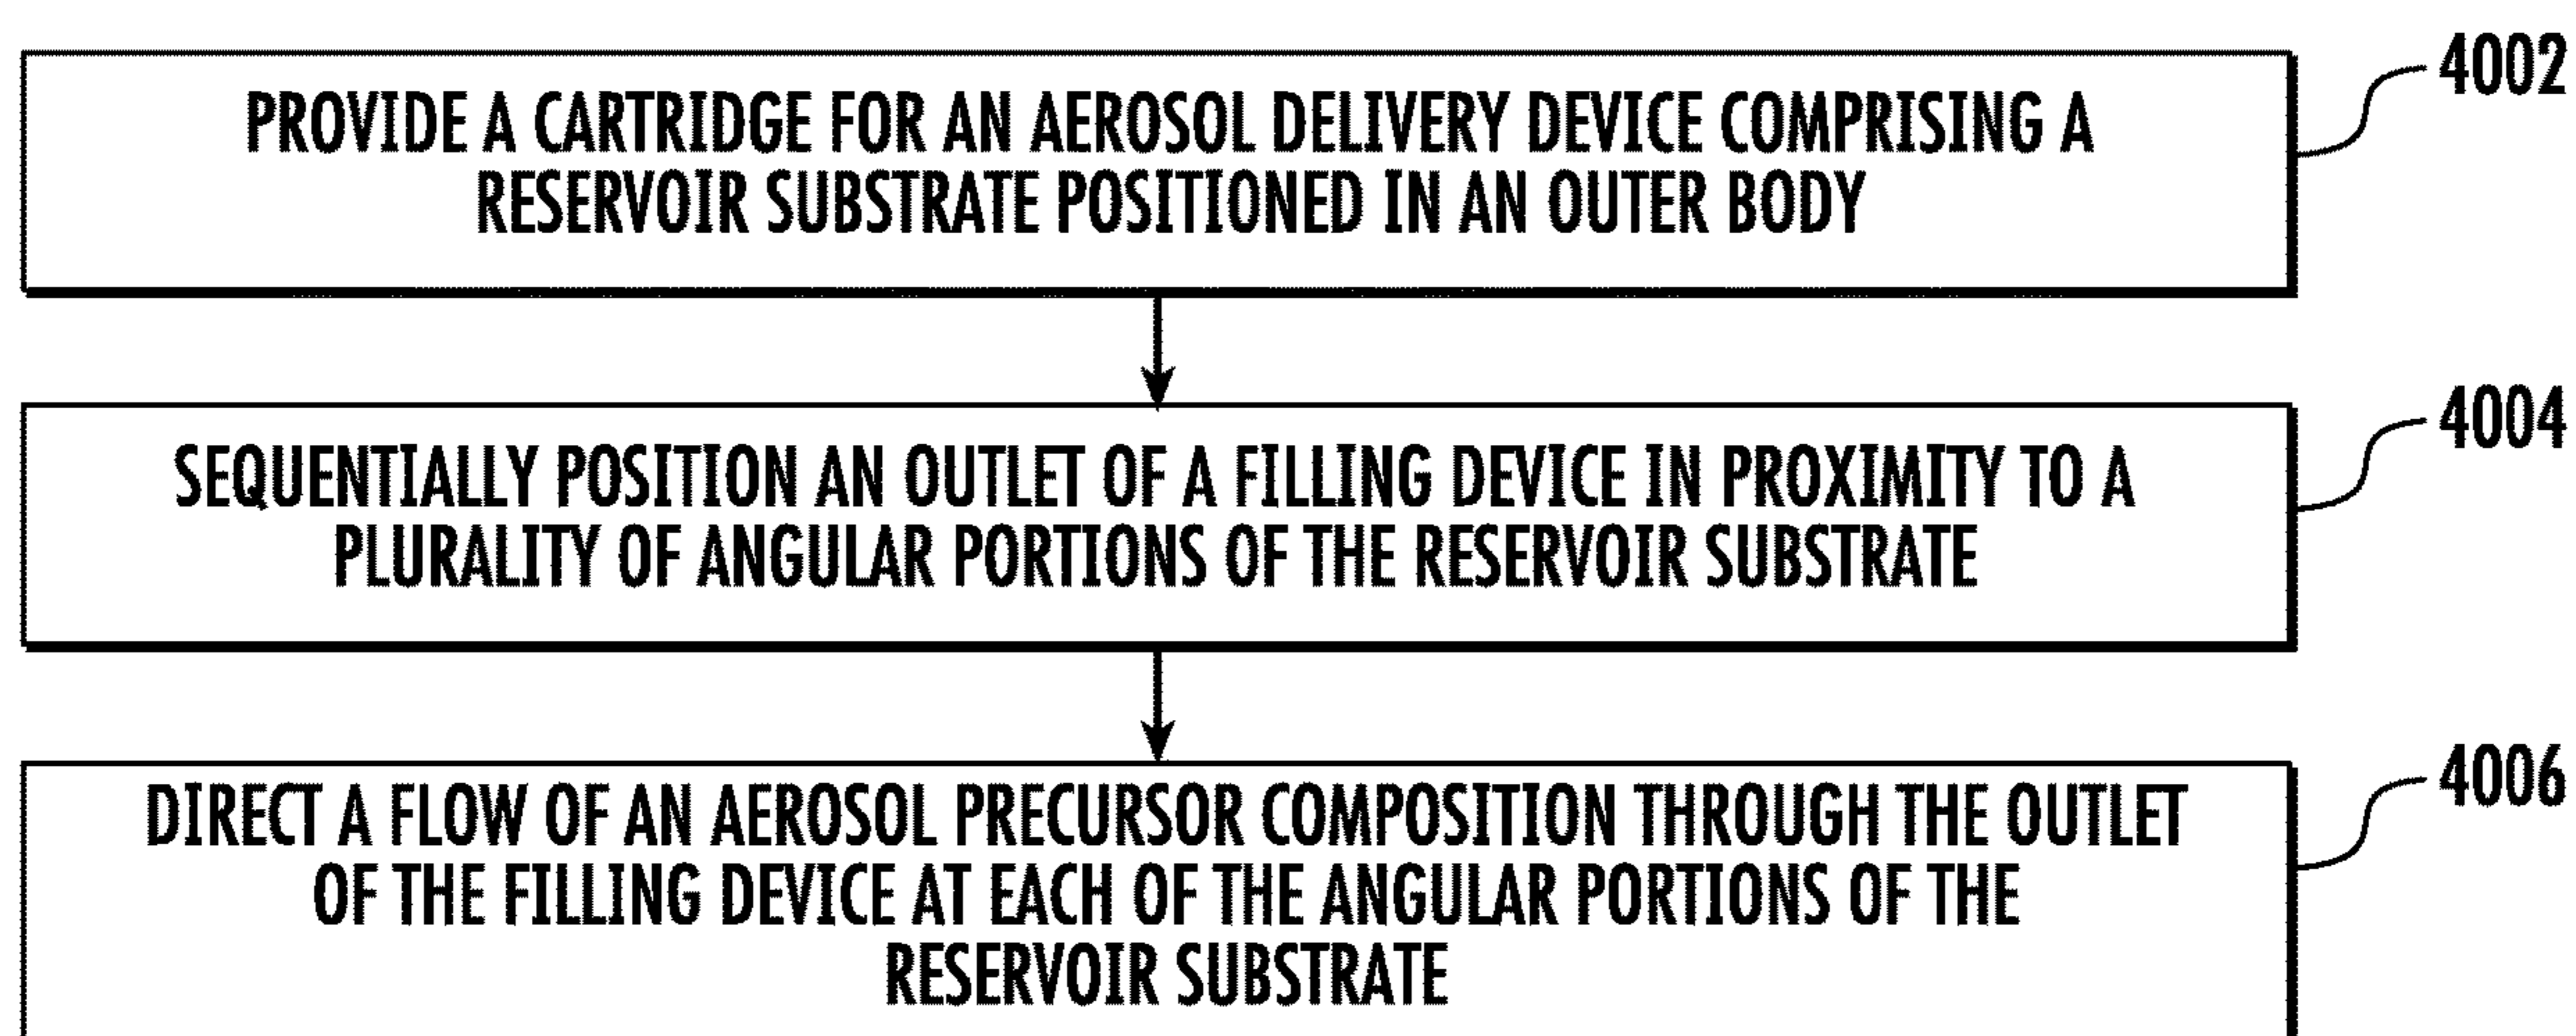 4002
PROVIDE A CARTRIDGE FOR AN AEROSOL DELIVERY DEVICE COMPRISING A
RESERVOIR SUBSTRATE POSITIONED IN AN OUTER BODY
4004
SEQUENTIALLY POSITION AN OUTLET OF A FILLING DEVICE IN PROXIMITY TO A
PLURALITY OF ANGULAR PORTIONS OF THE RESERVOIR SUBSTRATE
4006
DIRECT A FLOW OF AN AEROSOL PRECURSOR COMPOSITION THROUGH THE OUTLET
OF THE FILLING DEVICE AT EACH OF THE ANGULAR PORTIONS OF THE
RESERVOIR SUBSTRATE